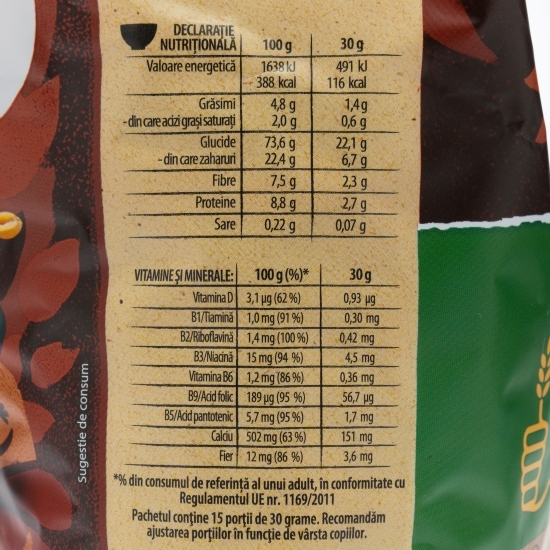 DECLARAȚIE
NUTRIȚIONALĂ 100 g 30 g
Valoare energetică 1638 kJ 491 kJ
388 kcal 116 kcal
Grăsimi 4,8 g 1,4 g
- din care acizi grași saturați 2,0 g 0,6 g
Glucide 73,6 g 22,1 g
- din care zaharuri 22,4 g 6,7 g
Fibre 7,5 g 2,3 g
Proteine 8,8 g 2,7 g
Sare 0,22 g 0,07 g
VITAMINE ȘI MINERALE: 100 g (%)* 30 g
Vitamina D 3,1 µg (62 %) 0,93 µg
B1/Tiamină 1,0 mg (91 %) 0,30 mg
B2/Riboflavină 1,4 mg (100 %) 0,42 mg
B3/Niacină 15 mg (94 %) 4,5 mg
Vitamina B6 1,2 mg (86 %) 0,36 mg
B9/Acid folic 189 µg (95 %) 56,7 µg
B5/Acid pantotenic 5,7 mg (95 %) 1,7 mg
Calciu 502 mg (63 %) 151 mg
Fier 12 mg (86 %) 3,6 mg
*% din consumul de referință al unui adult, în conformitate cu
Regulamentul UE nr. 1169/2011
Pachetul conține 15 porții de 30 grame. Recomandăm
ajustarea porțiilor în funcție de vârsta copiilor.
Sugestie de consum